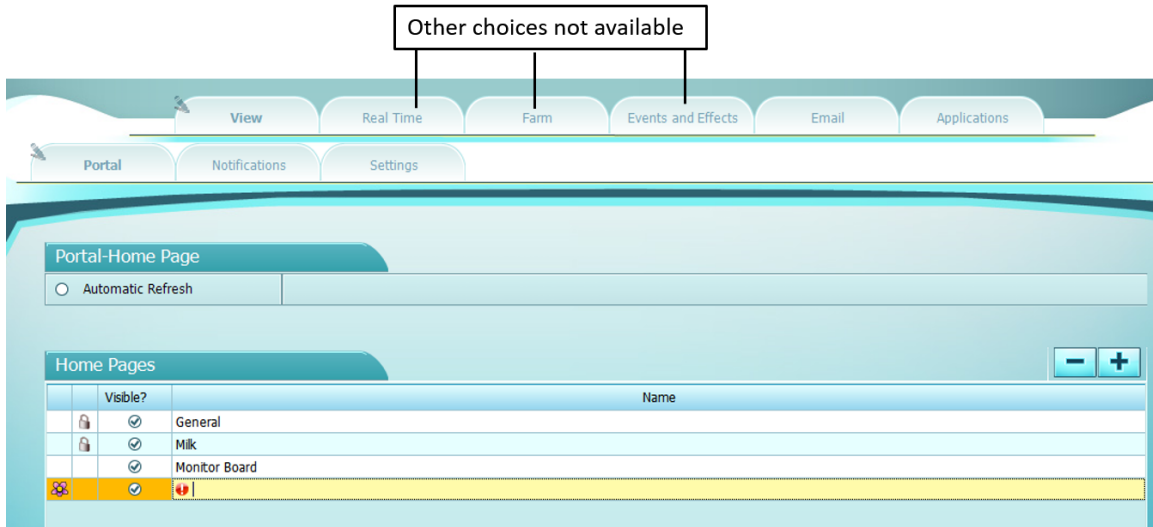 Other choices not available
View Real Time Farm Events and Effects Email Applications
Portal Notifications Settings
Portal-Home Page
Automatic Refresh
Home Pages
Visible? Name
General
Milk
Monitor Board